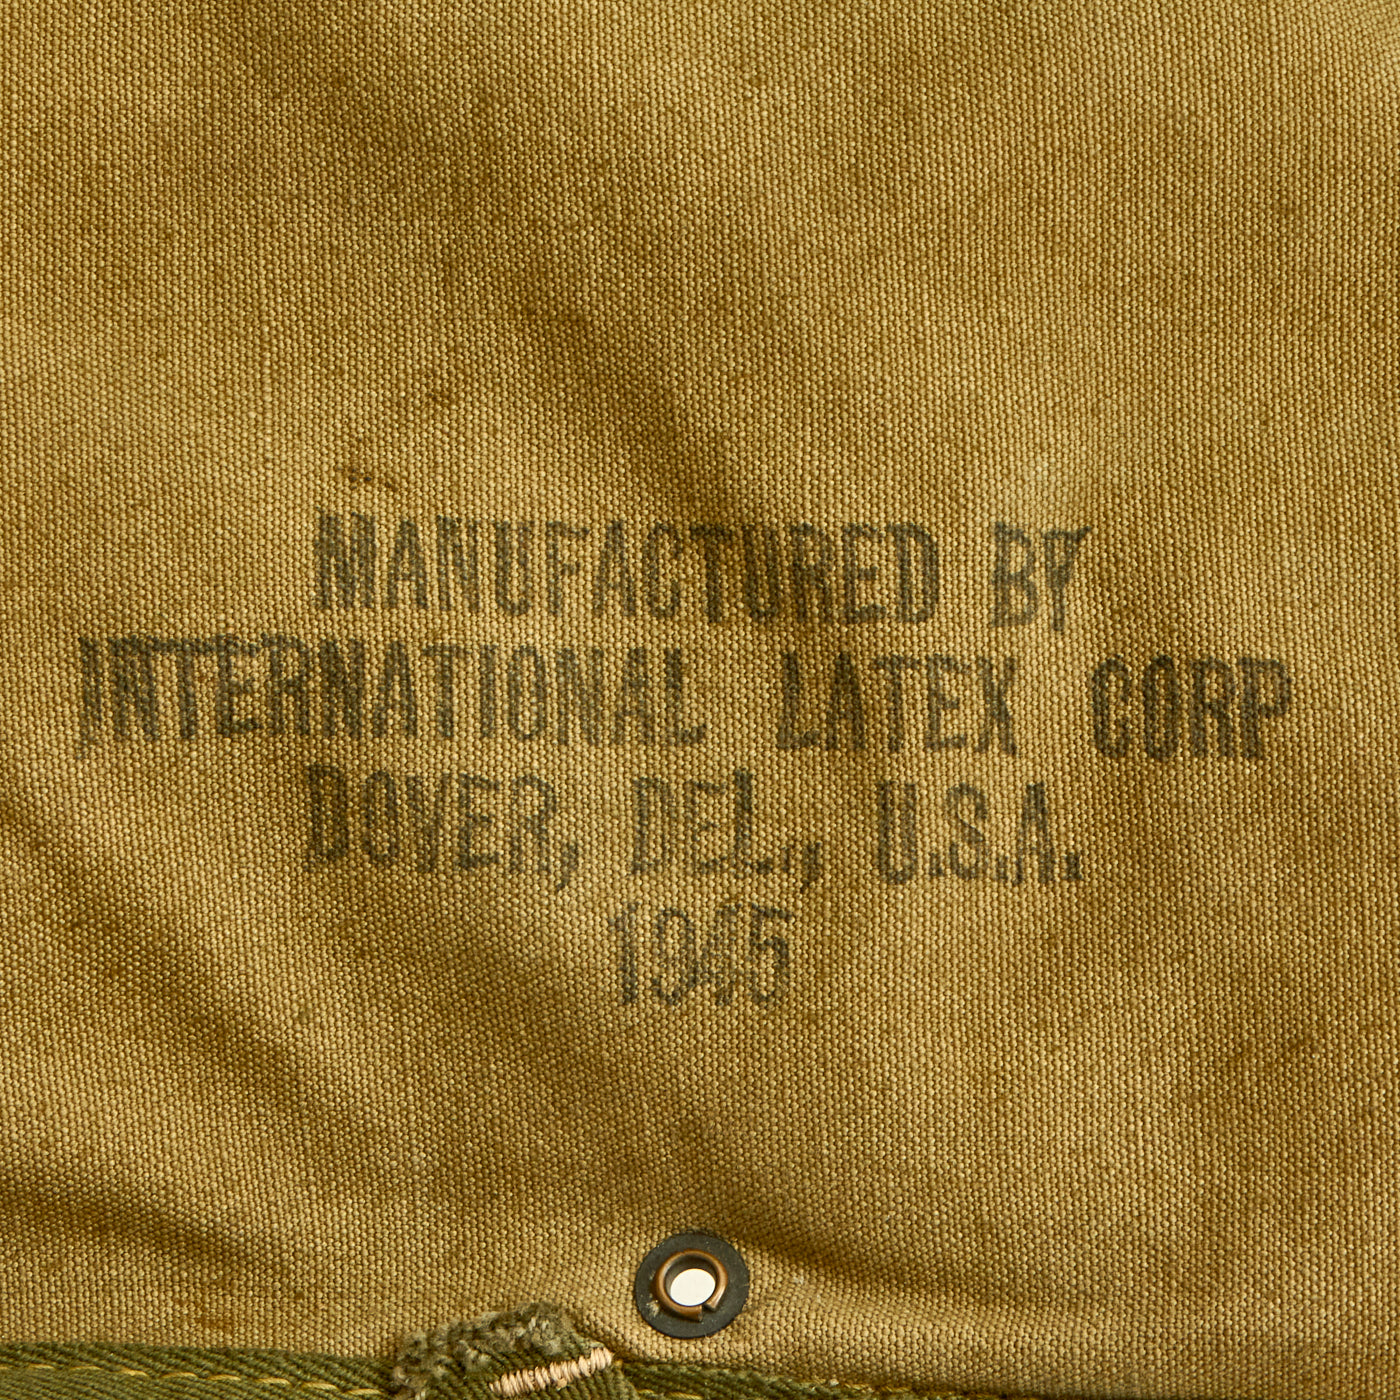 MANUFACTURED BY
INTERNATIONAL LATEX CORP
DOVER, DEL., U.S.A.
1945